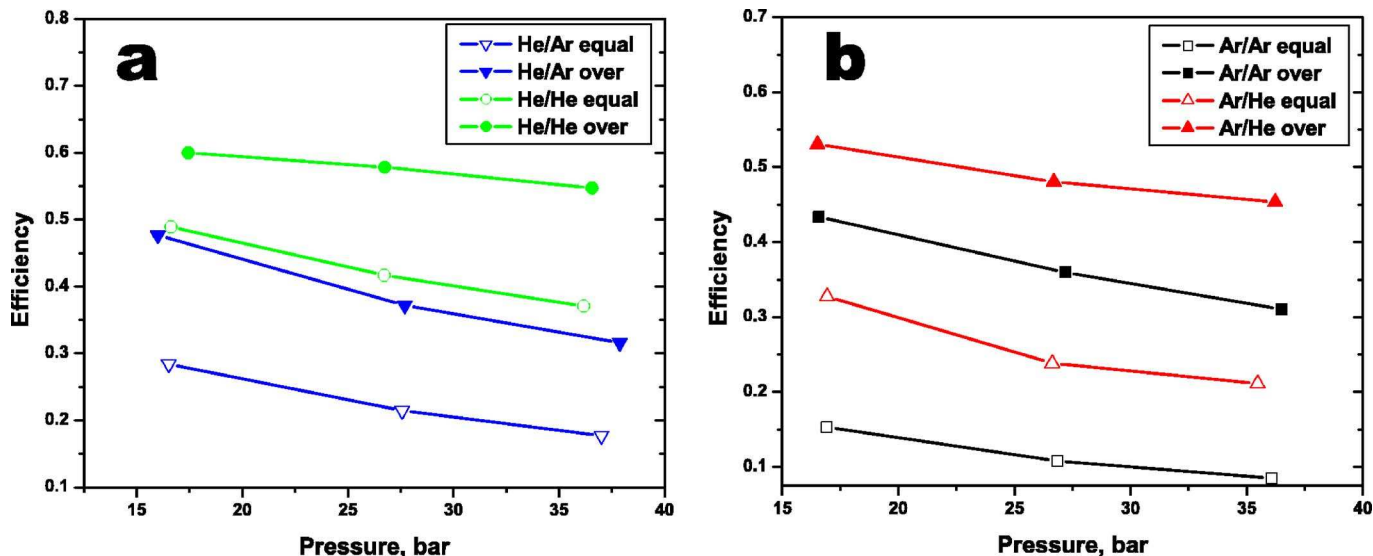 a
He/Ar equal
He/Ar over
He/He equal
He/He over
0.8
0.7
0.6
0.5
0.4
0.3
0.2
0.1
Efficiency
15 20 25 30 35 40
Pressure, bar
b
Ar/Ar equal
Ar/Ar over
Ar/He equal
Ar/He over
0.7
0.6
0.5
0.4
0.3
0.2
0.1
Efficiency
15 20 25 30 35 40
Pressure, bar